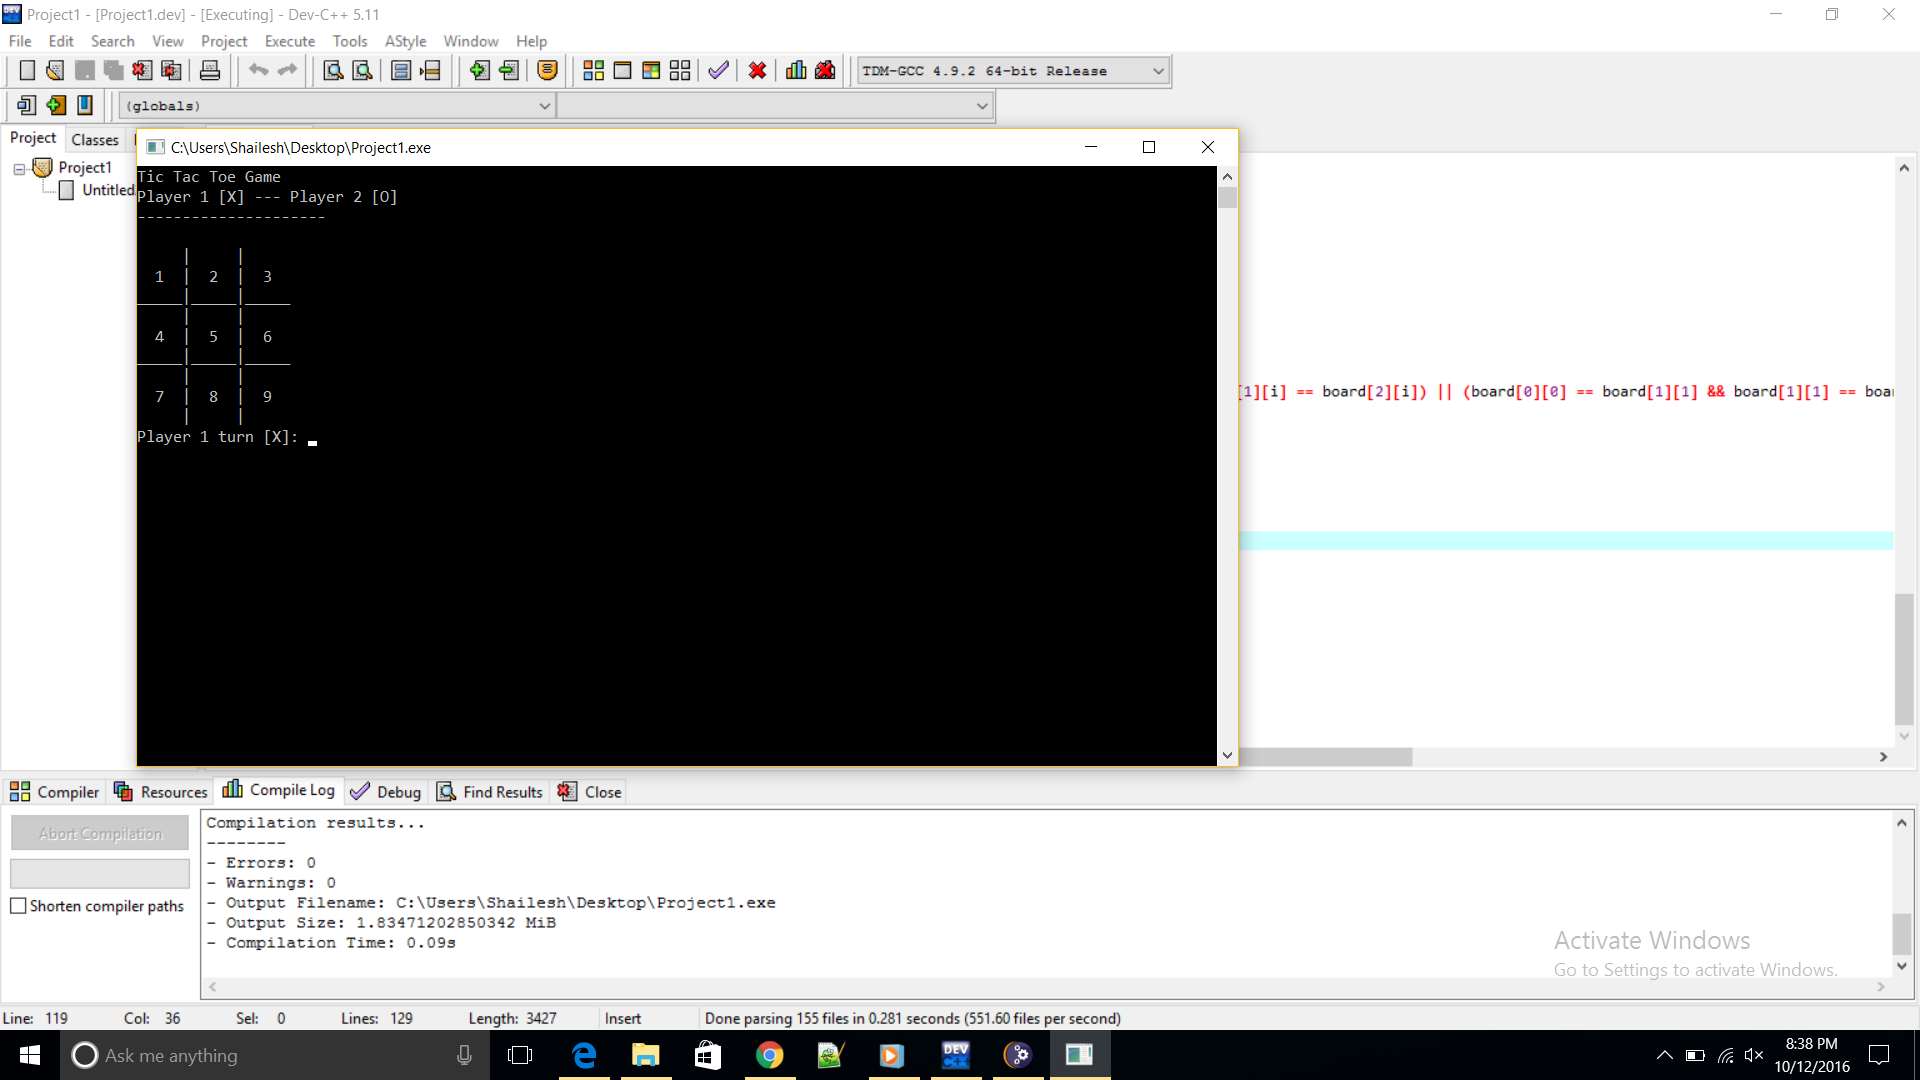 Project1 - [Project1.dev] - [Executing] - Dev-C++ 5.11
File Edit Search View Project Execute Tools AStyle Window Help
TDM-GCC 4.9.2 64-bit Release
(globals)
Project Classes
Project1
Untitled
C:\Users\Shailesh\Desktop\Project1.exe
Tic Tac Toe Game
Player 1 [X] --- Player 2 [O]
---------------------
1 | 2 | 3
_____|_____|_____
4 | 5 | 6
_____|_____|_____
7 | 8 | 9
Player 1 turn [X]: _
[1][i] == board[2][i]) || (board[0][0] == board[1][1] && board[1][1] == boar
Compiler Resources Compile Log Debug Find Results Close
Abort Compilation
Shorten compiler paths
Compilation results...
--------
- Errors: 0
- Warnings: 0
- Output Filename: C:\Users\Shailesh\Desktop\Project1.exe
- Output Size: 1.83471202850342 MiB
- Compilation Time: 0.09s
Activate Windows
Go to Settings to activate Windows.
Line: 119 Col: 36 Sel: 0 Lines: 129 Length: 3427 Insert Done parsing 155 files in 0.281 seconds (551.60 files per second)
Ask me anything
DEV C++
8:38 PM
10/12/2016